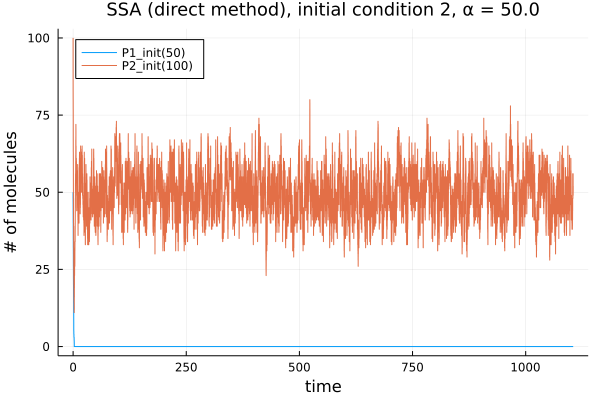 SSA (direct method), initial condition 2, α = 50.0
100
P1_init(50)
P2_init(100)
75
# of molecules
50
25
0
0
250
500
750
1000
time